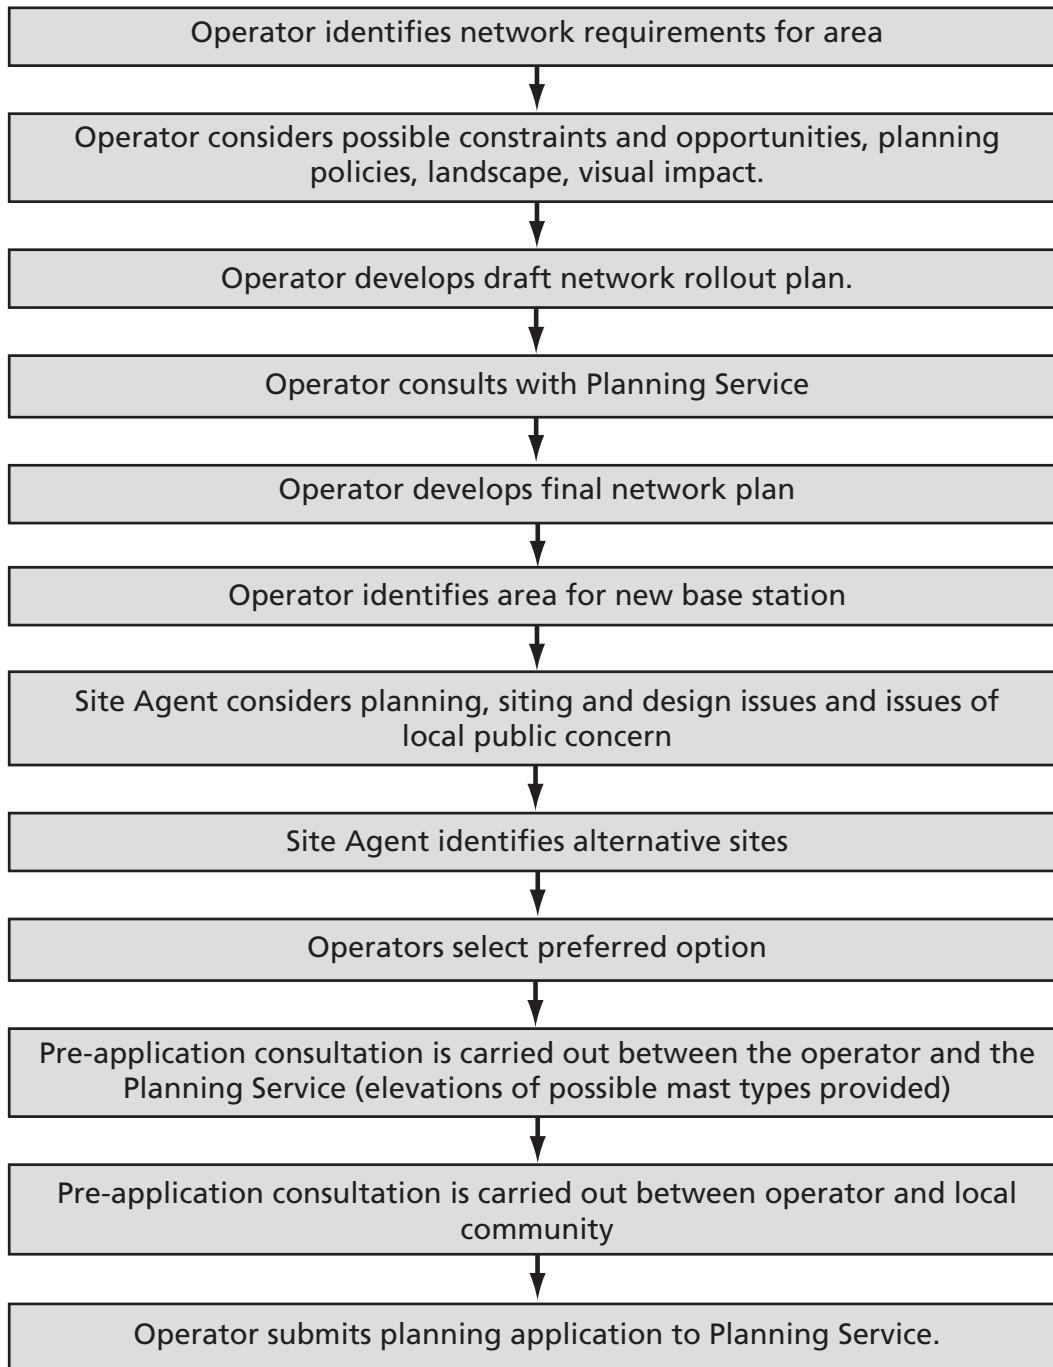 Operator identifies network requirements for area
Operator considers possible constraints and opportunities, planning
policies, landscape, visual impact.
Operator develops draft network rollout plan.
Operator consults with Planning Service
Operator develops final network plan
Operator identifies area for new base station
Site Agent considers planning, siting and design issues and issues of
local public concern
Site Agent identifies alternative sites
Operators select preferred option
Pre-application consultation is carried out between the operator and the
Planning Service (elevations of possible mast types provided)
Pre-application consultation is carried out between operator and local
community
Operator submits planning application to Planning Service.